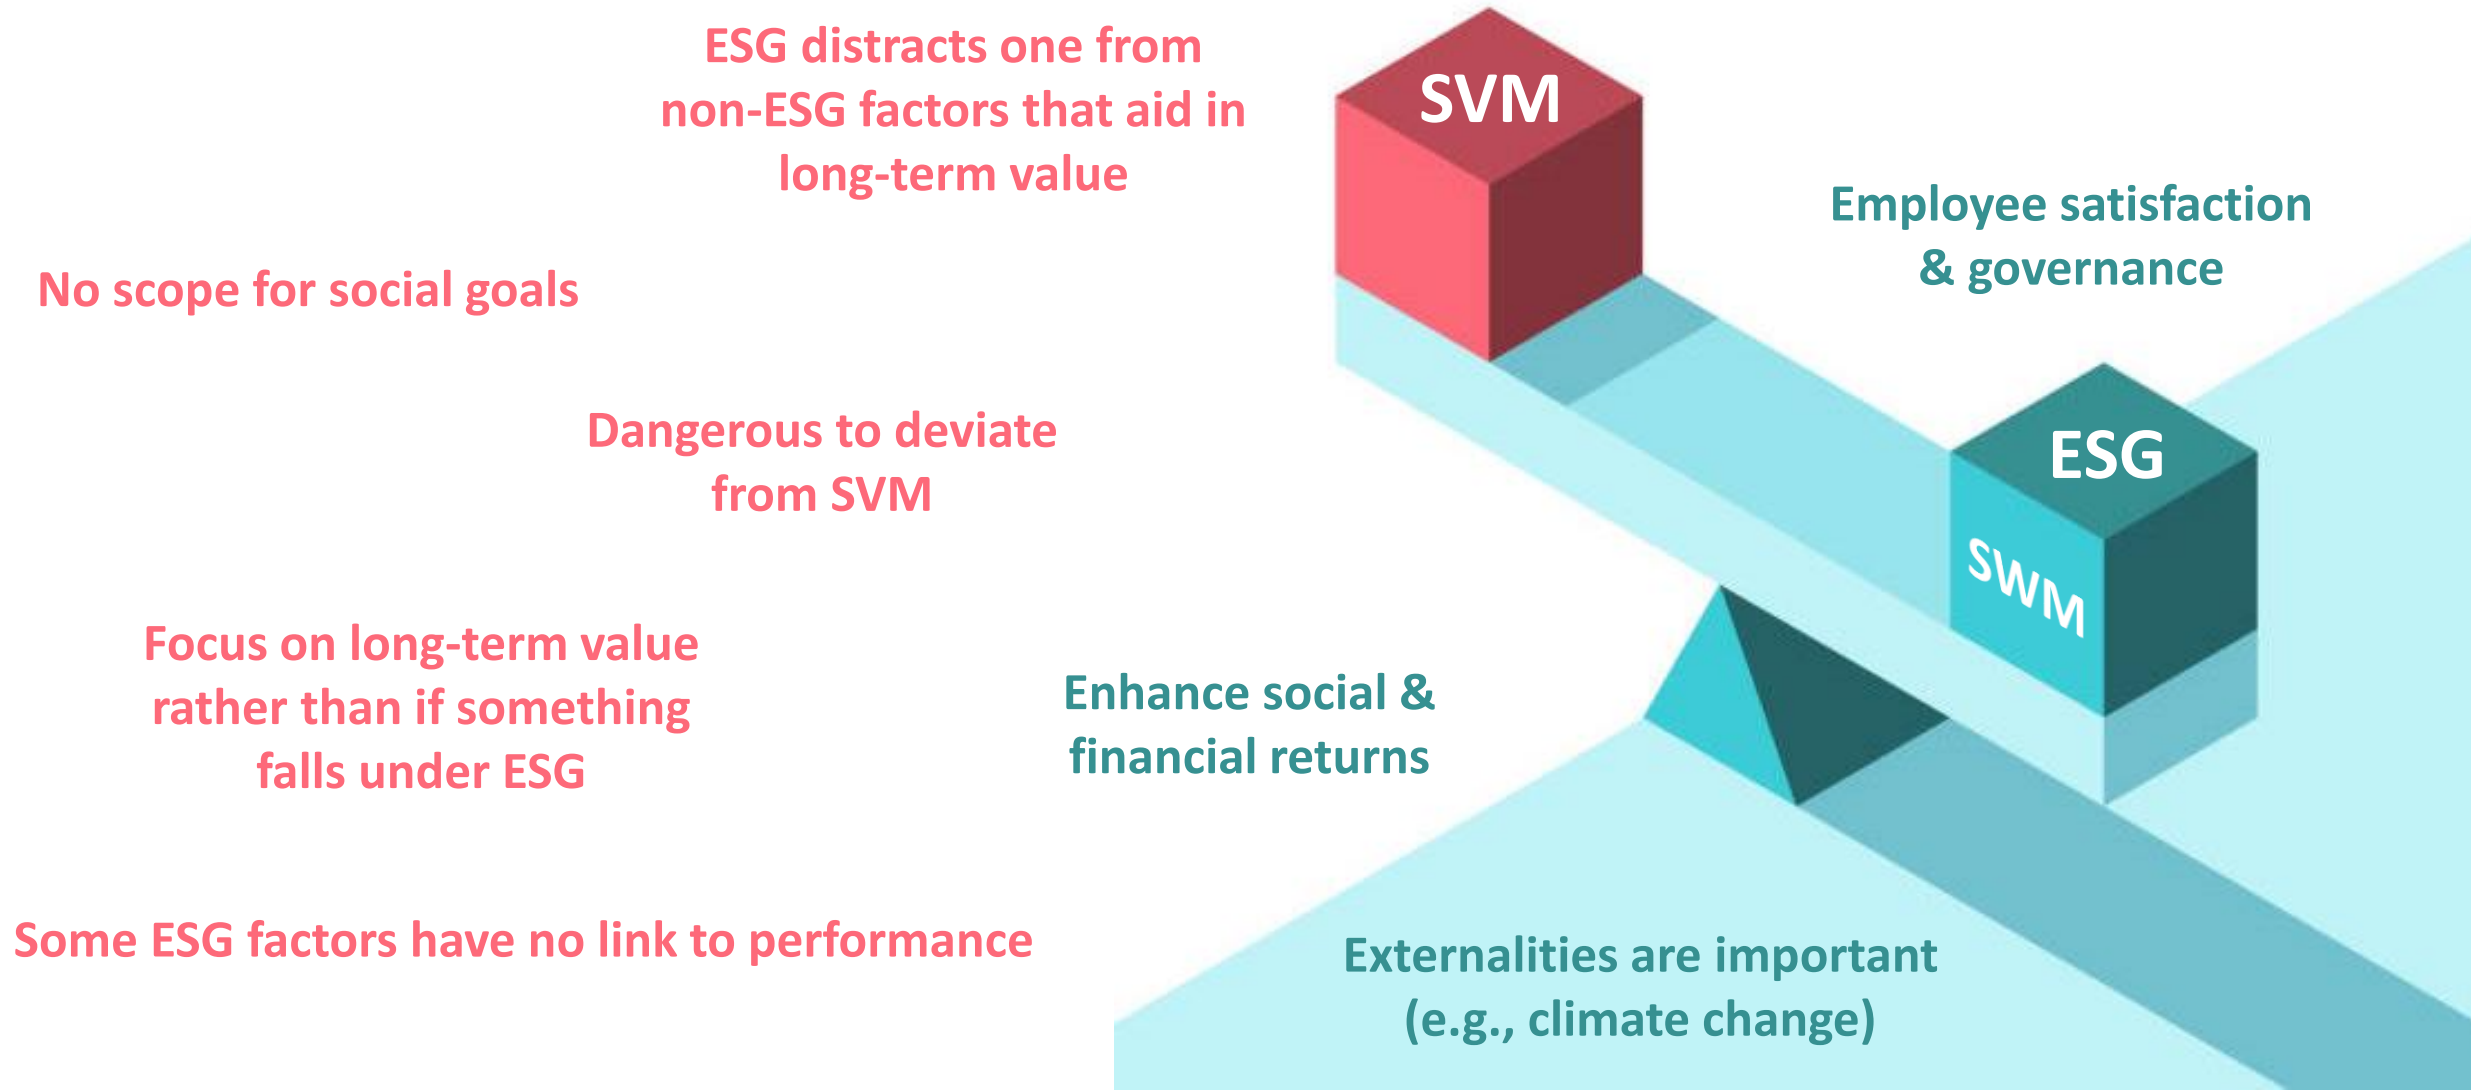 ESG distracts one from
non-ESG factors that aid in
long-term value
SVM
Employee satisfaction
& governance
No scope for social goals
Dangerous to deviate
from SVM
ESG
SWM
Focus on long-term value
rather than if something
falls under ESG
Enhance social &
financial returns
Some ESG factors have no link to performance
Externalities are important
(e.g., climate change)